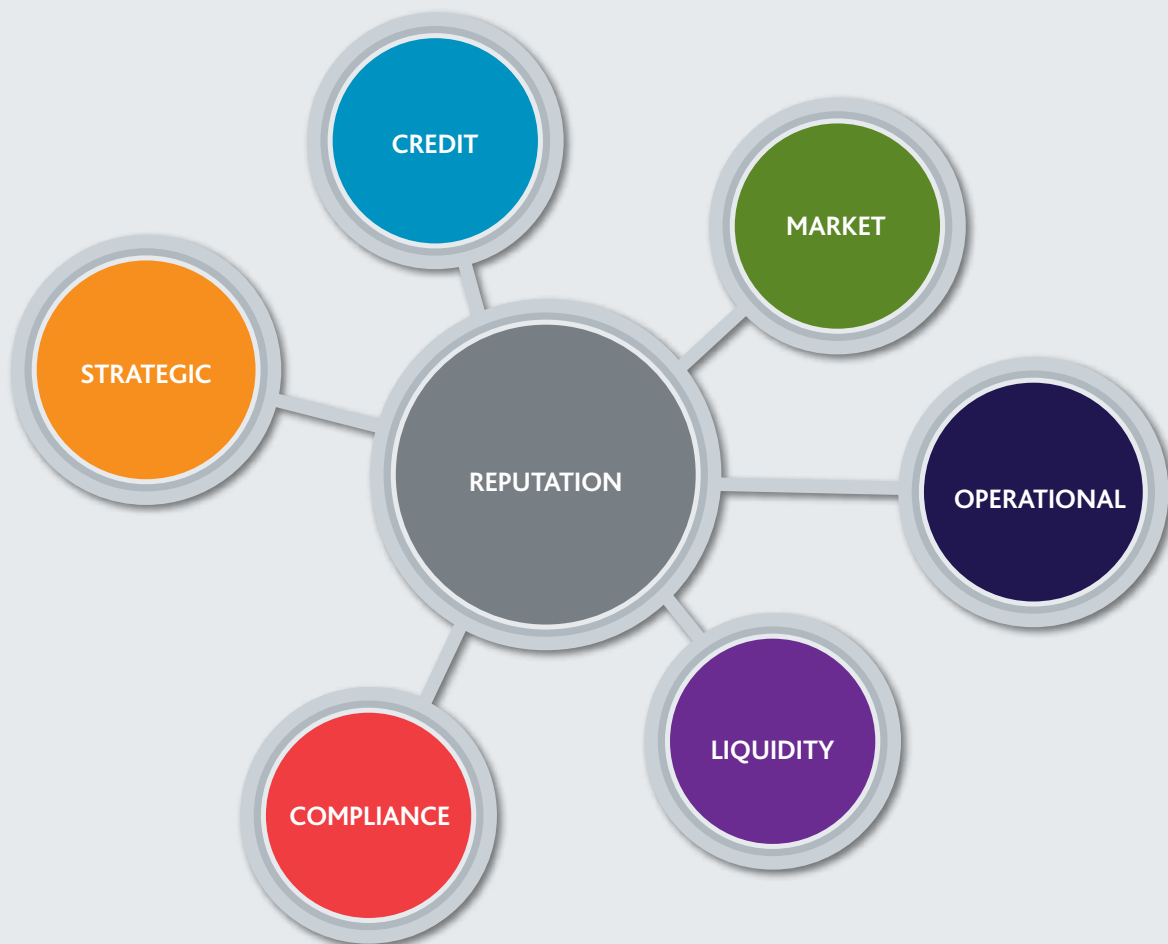 CREDIT
MARKET
STRATEGIC
REPUTATION
OPERATIONAL
LIQUIDITY
COMPLIANCE